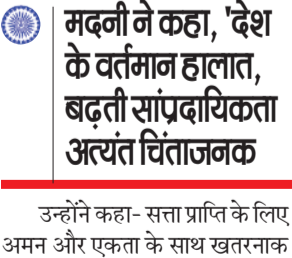 मदनी ने कहा, 'देश
के वर्तमान हालात,
बढ़ती सांप्रदायिकता
अत्यंत चिंताजनक
उन्होंने कहा- सत्ता प्राप्ति के लिए
अमन और एकता के साथ खतरनाक